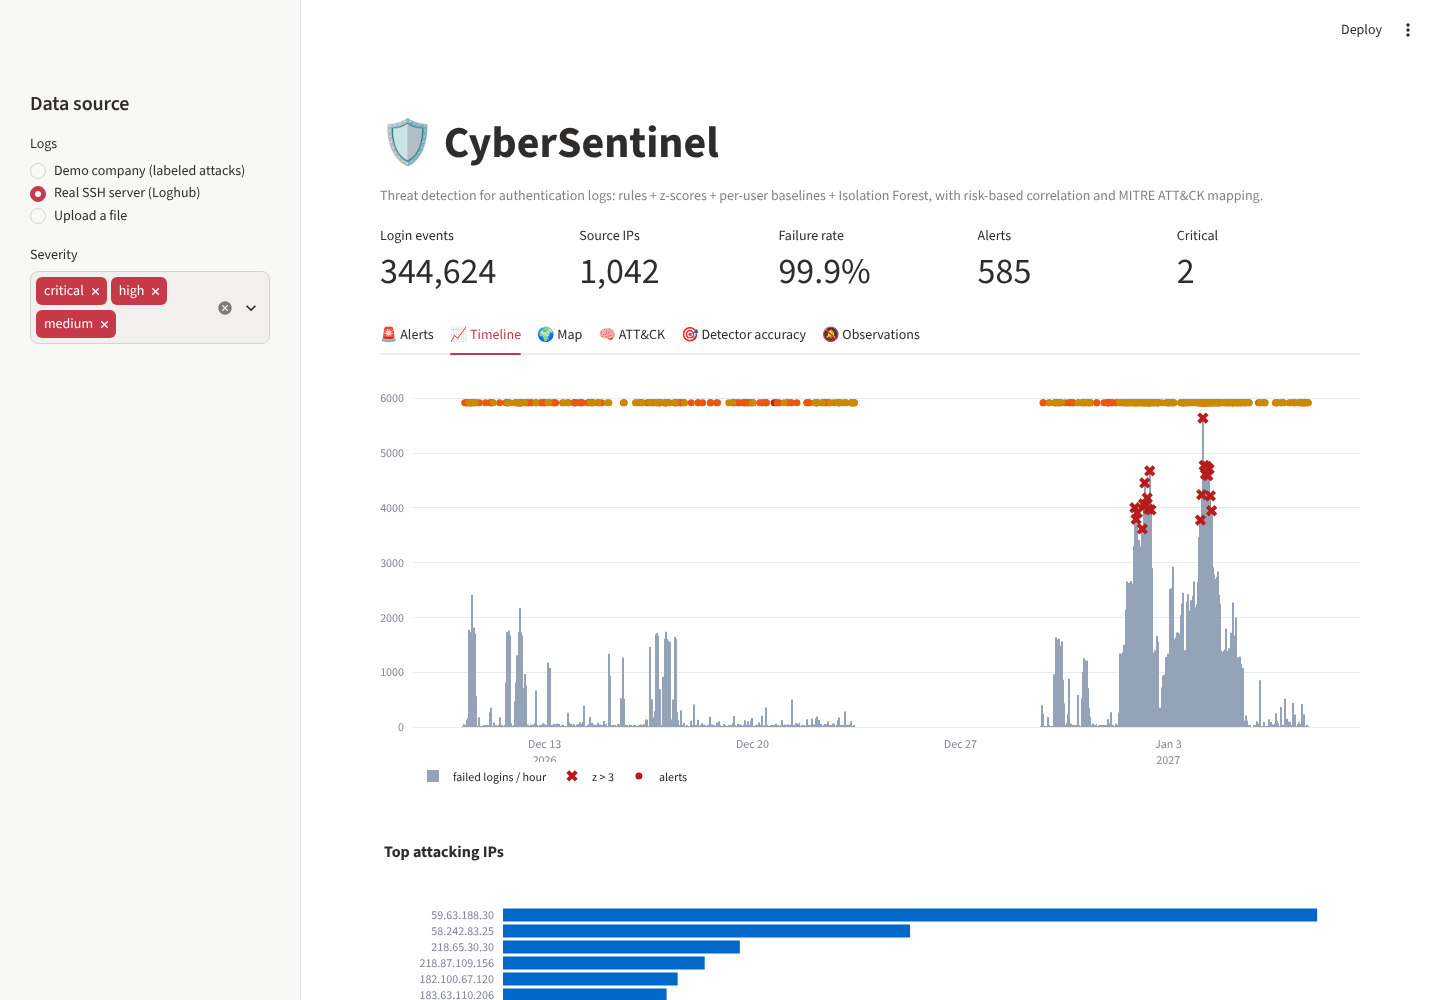 Deploy
Data source
Logs
Demo company (labeled attacks)
Real SSH server (Loghub)
Upload a file
Severity
critical
high
medium
CyberSentinel
Threat detection for authentication logs: rules + z-scores + per-user baselines + Isolation Forest, with risk-based correlation and MITRE ATT&CK mapping.
Login events
344,624
Source IPs
1,042
Failure rate
99.9%
Alerts
585
Critical
2
Alerts Timeline Map ATT&CK Detector accuracy Observations
6000
5000
4000
3000
2000
1000
0
Dec 13 Dec 20 Dec 27 Jan 3
2026 2027
failed logins / hour z > 3 alerts
Top attacking IPs
59.63.188.30
58.242.83.25
218.65.30.30
218.87.109.156
182.100.67.120
183.63.110.206